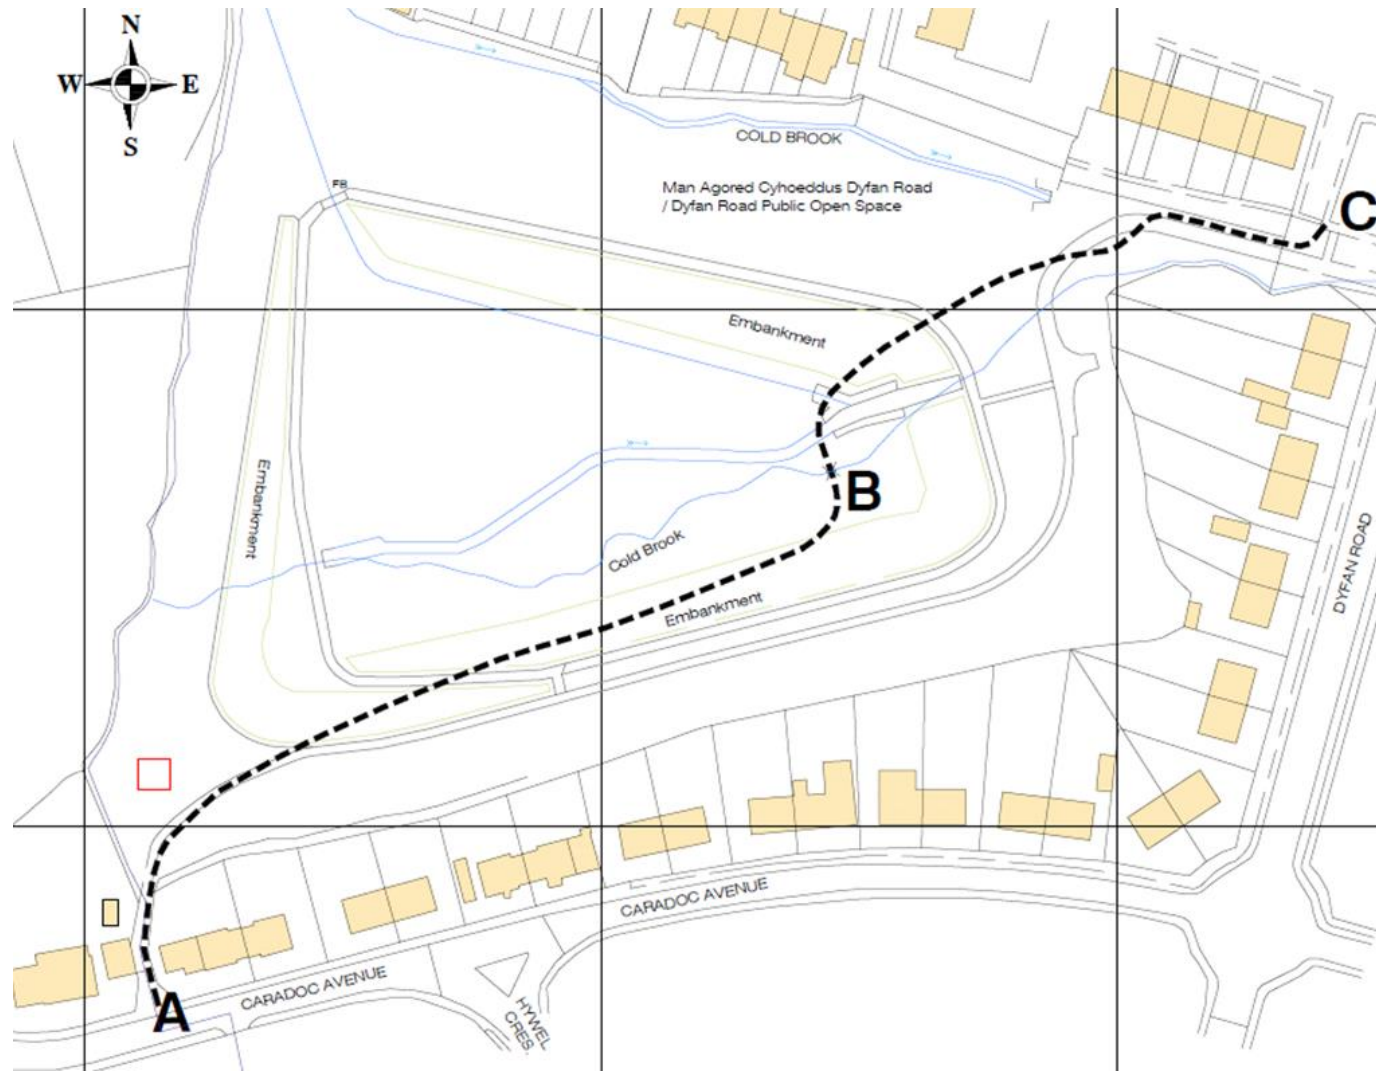 N
W E
S
COLD BROOK
FB
Man Agored Cyhoeddus Dyfan Road
/ Dyfan Road Public Open Space
C
Embankment
Embankment
B
Cold Brook
DYFAN ROAD
Embankment
CARADOC AVENUE
CARADOC AVENUE
A
HYWEL
CRES.